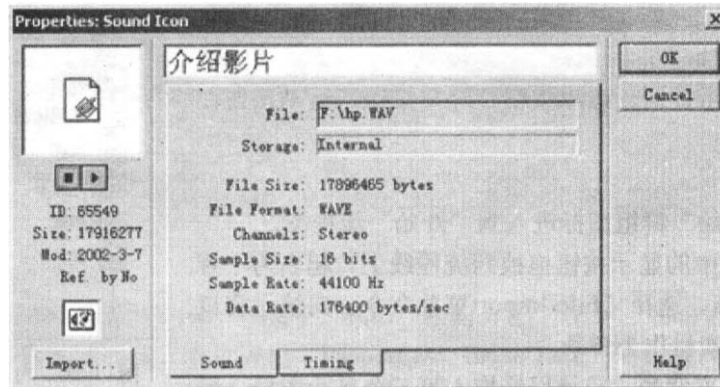 Properties: Sound Icon
介绍影片
OK
Cancel
File: F:\hp.WAV
Storage: Internal
File Size: 17896465 bytes
File Format: WAVE
Channels: Stereo
Sample Size: 16 bits
Sample Rate: 44100 Hz
Data Rate: 176400 bytes/sec
ID: 65549
Size: 17916277
Mod: 2002-3-7
Ref. by No
Import...
Sound
Timing
Help